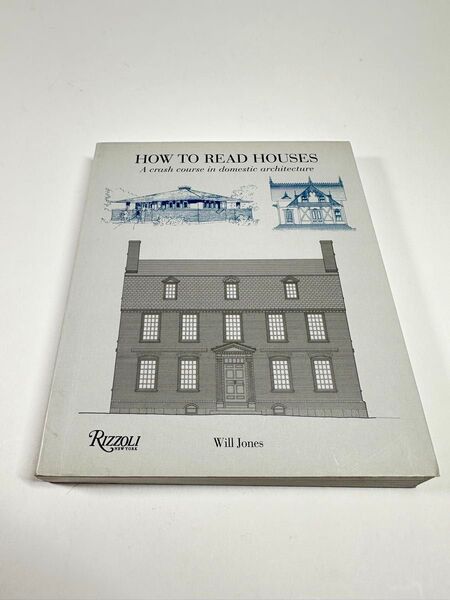 HOW TO READ HOUSES
A crash course in domestic architecture
RIZZOLI
NEW YORK
Will Jones